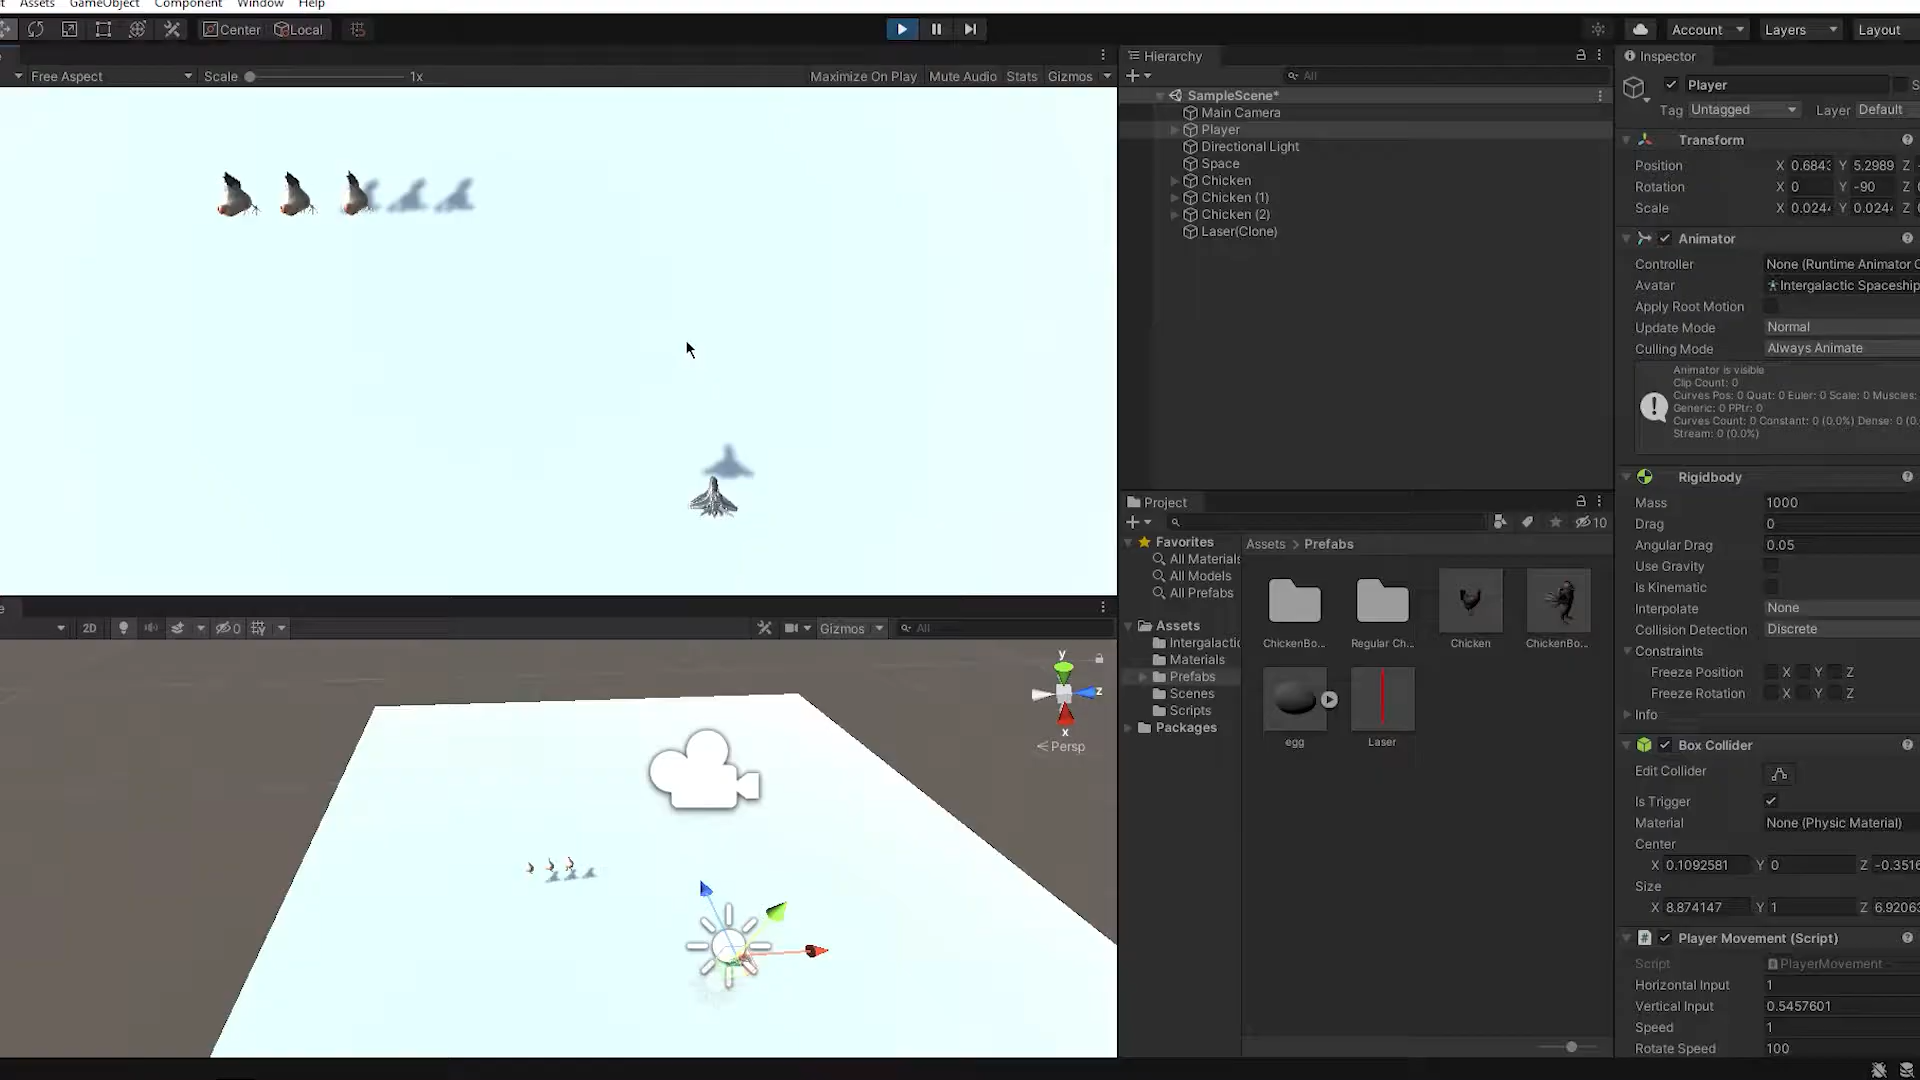 t Assets GameObject Component Window Help
Center Local
Account Layers Layout
Free Aspect Scale 1x Maximize On Play Mute Audio Stats Gizmos
Hierarchy
All
SampleScene*
Main Camera
Player
Directional Light
Space
Chicken
Chicken (1)
Chicken (2)
Laser(Clone)
2D 0 Gizmos All
y
z
x
Persp
Project
10
Favorites
All Materials
All Models
All Prefabs
Assets
Intergalactic
Materials
Prefabs
Scenes
Scripts
Packages
Assets > Prefabs
ChickenBo... Regular Ch... Chicken ChickenBo...
egg Laser
Inspector
Player S
Tag Untagged Layer Default
Transform
Position X 0.6843 Y 5.2989 Z -
Rotation X 0 Y -90 Z 0
Scale X 0.0244 Y 0.0244 Z 0
Animator
Controller None (Runtime Animator C
Avatar Intergalactic Spaceship
Apply Root Motion
Update Mode Normal
Culling Mode Always Animate
Animator is visible
Clip Count: 0
Curves Pos: 0 Quat: 0 Euler: 0 Scale: 0 Muscles:
Generic: 0 PPtr: 0
Curves Count: 0 Constant: 0 (0.0%) Dense: 0 (0.
Stream: 0 (0.0%)
Rigidbody
Mass 1000
Drag 0
Angular Drag 0.05
Use Gravity
Is Kinematic
Interpolate None
Collision Detection Discrete
Constraints
Freeze Position X Y Z
Freeze Rotation X Y Z
Info
Box Collider
Edit Collider
Is Trigger
Material None (Physic Material)
Center
X 0.1092581 Y 0 Z -0.3516
Size
X 8.874147 Y 1 Z 6.92063
# Player Movement (Script)
Script PlayerMovement
Horizontal Input 1
Vertical Input 0.5457601
Speed 1
Rotate Speed 100